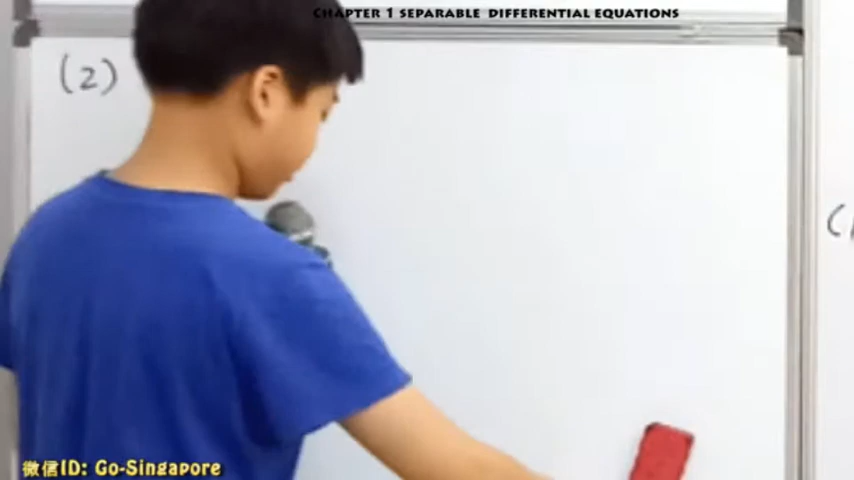 CHAPTER 1 SEPARABLE DIFFERENTIAL EQUATIONS
(2)
微信ID: Go-Singapore